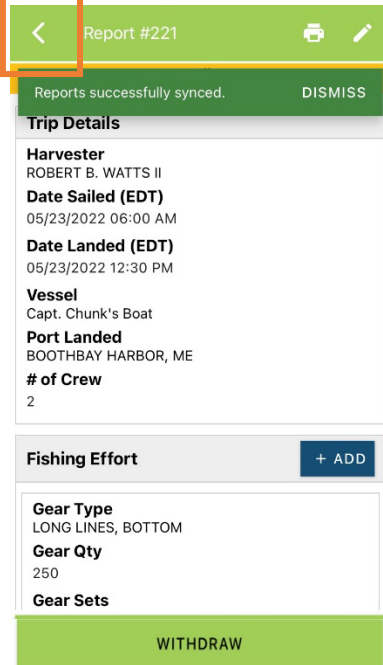 Report #221
Reports successfully synced. DISMISS
Trip Details
Harvester
ROBERT B. WATTS II
Date Sailed (EDT)
05/23/2022 06:00 AM
Date Landed (EDT)
05/23/2022 12:30 PM
Vessel
Capt. Chunk's Boat
Port Landed
BOOTHBAY HARBOR, ME
# of Crew
2
Fishing Effort + ADD
Gear Type
LONG LINES, BOTTOM
Gear Qty
250
Gear Sets
WITHDRAW